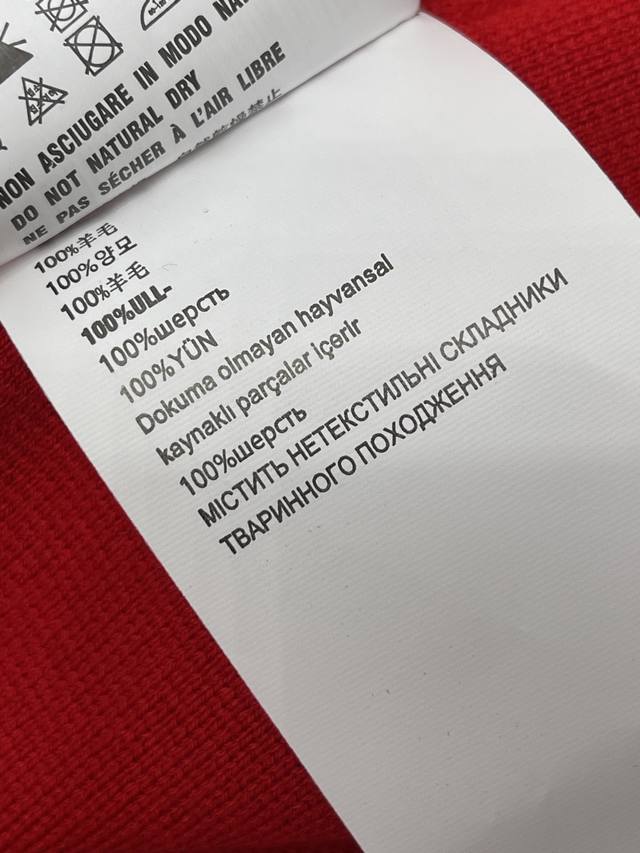 NON ASCIUGARE IN MODO NA
DO NOT NATURAL DRY
NE PAS SÉCHER À L'AIR LIBRE
100%羊毛
100%양모
100%羊毛
100%ULL-
100%шерсть
100%YÜN
Dokuma olmayan hayvansal
kaynaklı parçalar içerir
100%шерсть
МІСТИТЬ НЕТЕКСТИЛЬНІ СКЛАДНИКИ
ТВАРИННОГО ПОХОДЖЕННЯ